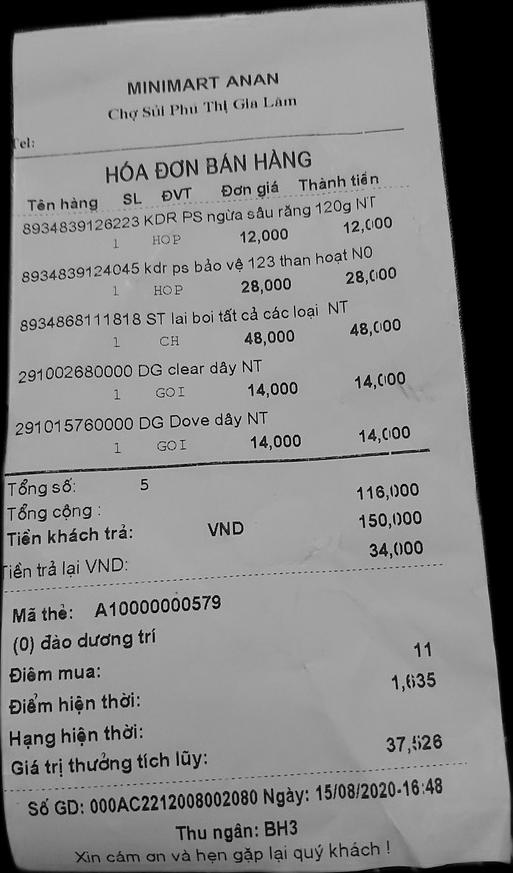 MINIMART ANAN
Chợ Sủi Phú Thị Gia Lâm
Tel:
HÓA ĐƠN BÁN HÀNG
Tên hàng SL ĐVT Đơn giá Thành tiền
8934839126223 KDR PS ngừa sâu răng 120g NT
1 HOP 12,000 12,000
8934839124045 kdr ps bảo vệ 123 than hoạt N0
1 HOP 28,000 28,000
8934868111818 ST lai boi tất cả các loại NT
1 CH 48,000 48,000
291002680000 DG clear dây NT
1 GOI 14,000 14,000
291015760000 DG Dove dây NT
1 GOI 14,000 14,000
Tổng số: 5
Tổng cộng : 116,000
Tiền khách trả: VND 150,000
Tiền trả lại VND: 34,000
Mã thẻ: A10000000579
(0) đào dương trí
Điêm mua: 11
Điểm hiện thời: 1,635
Hạng hiện thời:
Giá trị thưởng tích lũy: 37,526
Số GD: 000AC2212008002080 Ngày: 15/08/2020-16:48
Thu ngân: BH3
Xin cám ơn và hẹn gặp lại quý khách !